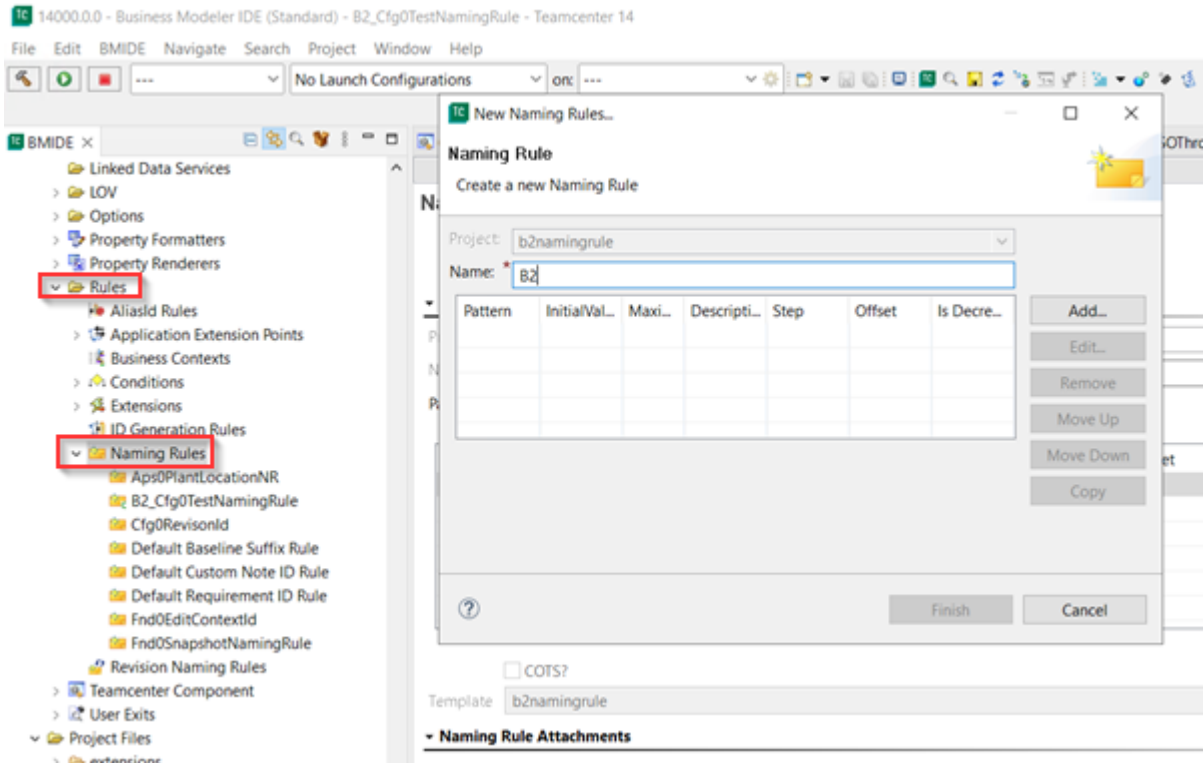 14000.0.0 - Business Modeler IDE (Standard) - B2_Cfg0TestNamingRule - Teamcenter 14
File Edit BMIDE Navigate Search Project Window Help
--- No Launch Configurations on: ---
BMIDE
Linked Data Services
LOV
Options
Property Formatters
Property Renderers
Rules
AliasId Rules
Application Extension Points
Business Contexts
Conditions
Extensions
ID Generation Rules
Naming Rules
Aps0PlantLocationNR
B2_Cfg0TestNamingRule
Cfg0RevisonId
Default Baseline Suffix Rule
Default Custom Note ID Rule
Default Requirement ID Rule
Fnd0EditContextId
Fnd0SnapshotNamingRule
Revision Naming Rules
Teamcenter Component
User Exits
Project Files
extensions
New Naming Rules...
Naming Rule
Create a new Naming Rule
Project: b2namingrule
Name: * B2
Pattern InitialVal... Maxi... Descripti... Step Offset Is Decre...
Add...
Edit...
Remove
Move Up
Move Down
Copy
Finish Cancel
COTS?
Template b2namingrule
Naming Rule Attachments